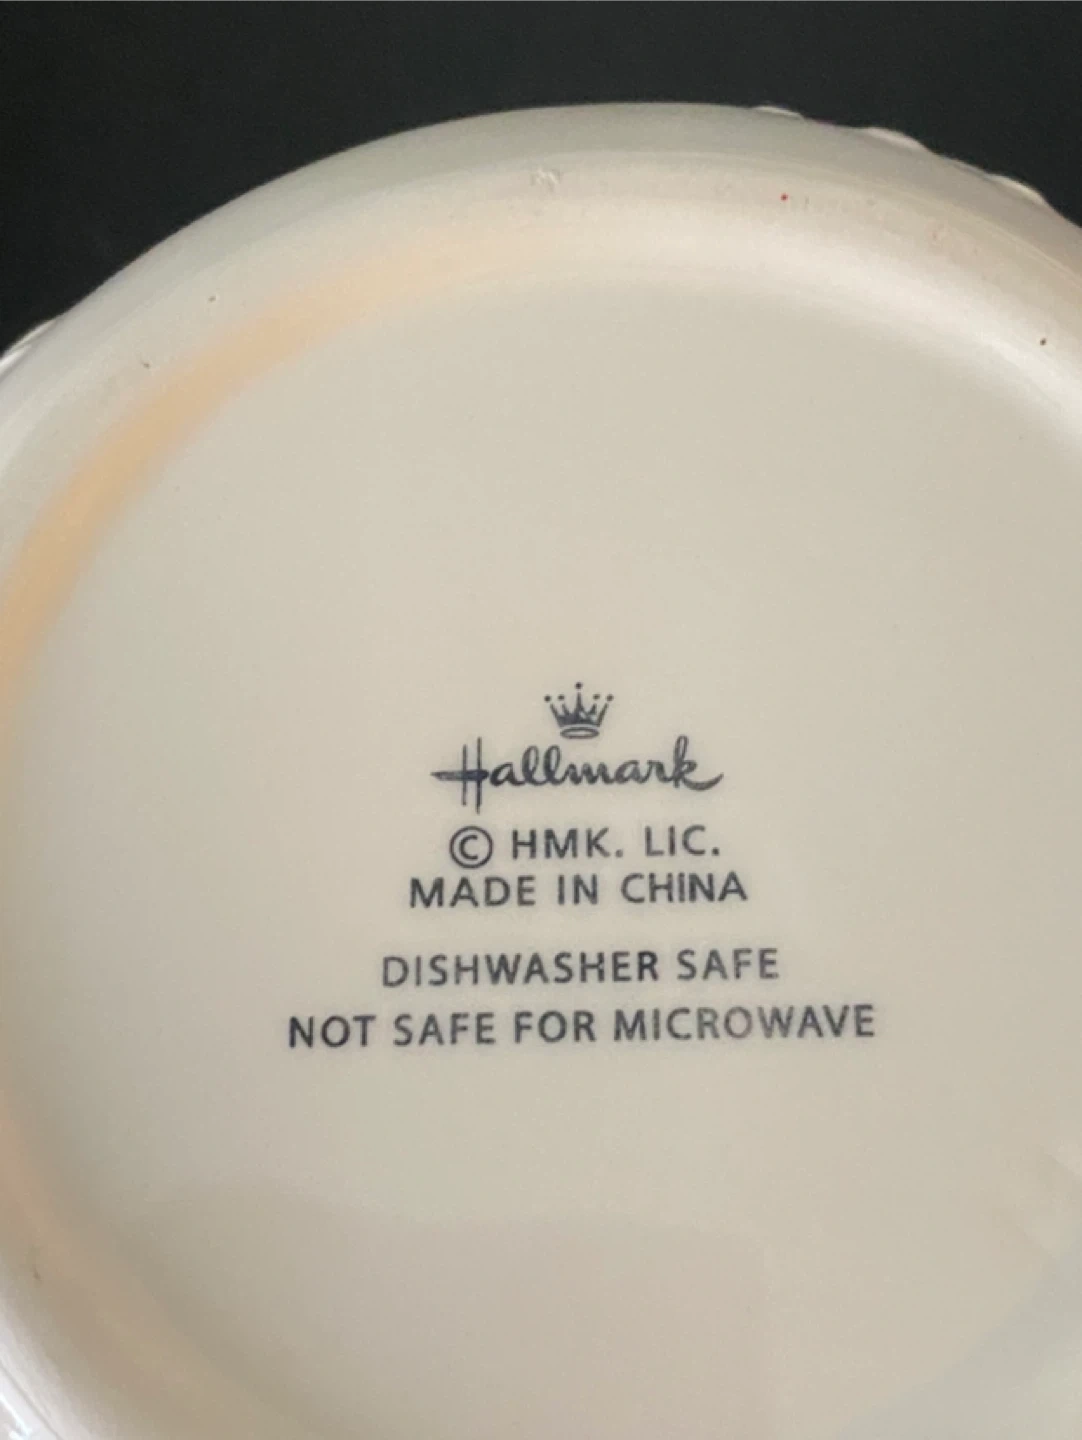 Hallmark
© HMK. LIC.
MADE IN CHINA
DISHWASHER SAFE
NOT SAFE FOR MICROWAVE